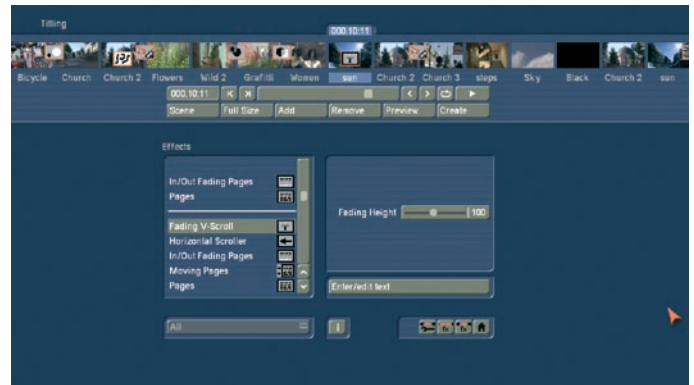 Titling
000.10:11
Bicycle Church Church 2 Flowers Wild 2 Grafitti Women sun Church 2 Church 3 steps Sky Black Church 2 sun
000.10:11
Scene Full Size Add Remove Preview Create
Effects
In/Out Fading Pages
Pages
Fading V-Scroll
Horizontal Scroller
In/Out Fading Pages
Moving Pages
Pages
Fading Height 100
Enter/edit text
All
i